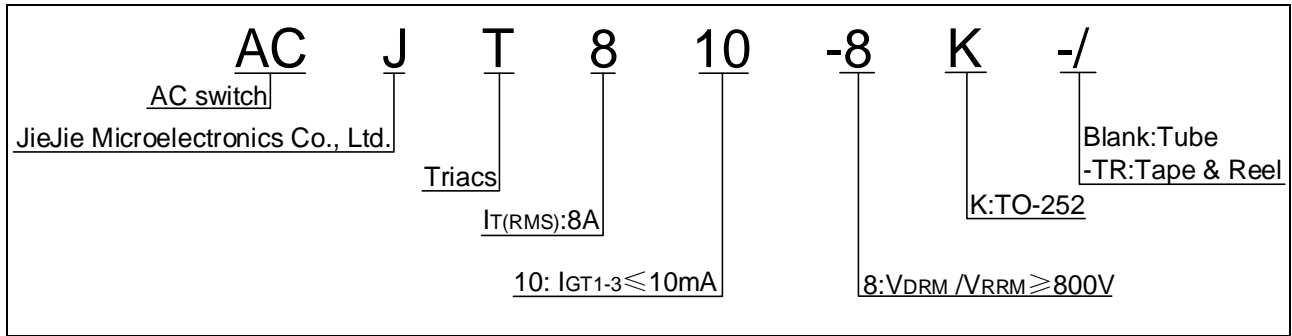 AC J T 8 10 -8 K -/
AC switch
JieJie Microelectronics Co., Ltd.
Blank:Tube
Triacs
-TR:Tape & Reel
IT(RMS):8A
K:TO-252
10: IGT1-3≤10mA
8:VDRM /VRRM≥800V